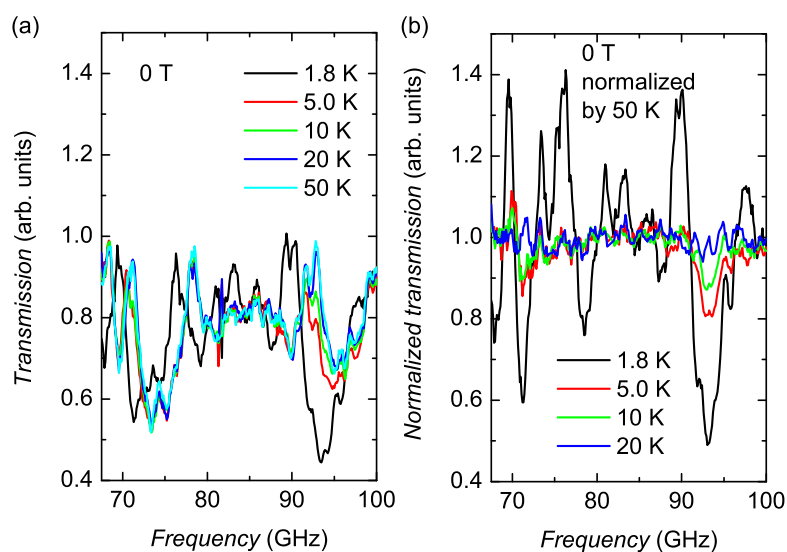 (a)
0 T
1.8 K
5.0 K
10 K
20 K
50 K
Transmission (arb. units)
1.4
1.2
1.0
0.8
0.6
0.4
70
80
90
100
Frequency (GHz)
(b)
0 T
normalized
by 50 K
1.8 K
5.0 K
10 K
20 K
Normalized transmission (arb. units)
1.4
1.2
1.0
0.8
0.6
0.4
70
80
90
100
Frequency (GHz)